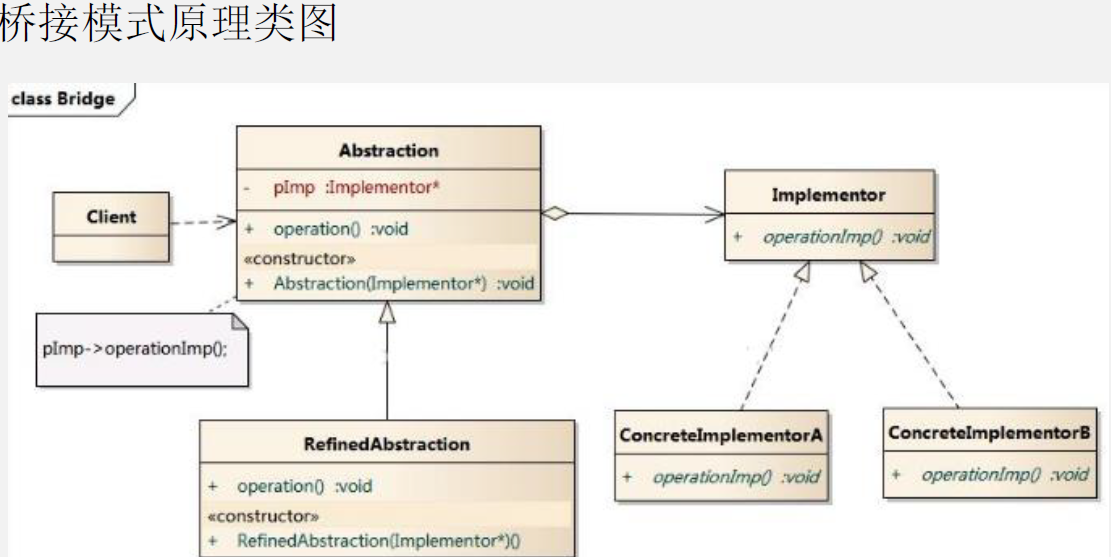 桥接模式原理类图
class Bridge
Abstraction
- pImp :Implementor*
+ operation() :void
«constructor»
+ Abstraction(Implementor*) :void
Client
pImp->operationImp();
Implementor
+ operationImp() :void
RefinedAbstraction
+ operation() :void
«constructor»
+ RefinedAbstraction(Implementor*)()
ConcreteImplementorA
+ operationImp() :void
ConcreteImplementorB
+ operationImp() :void